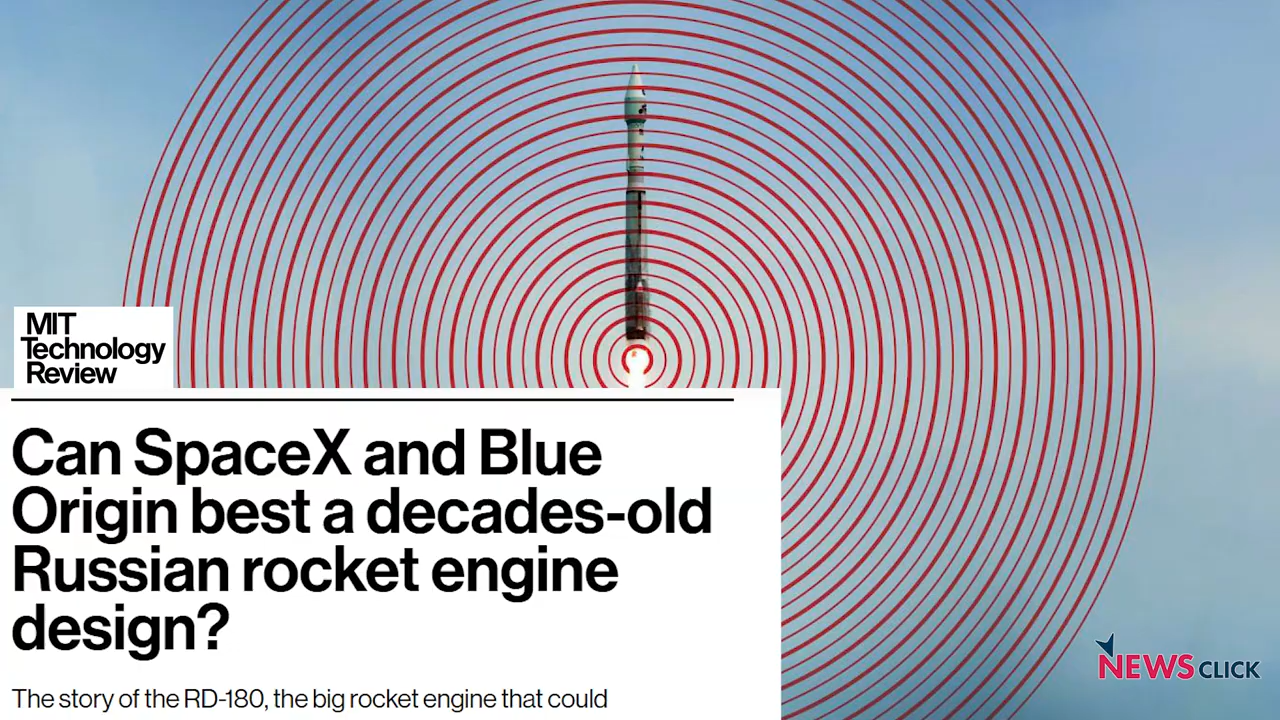 MIT
Technology
Review
Can SpaceX and Blue
Origin best a decades-old
Russian rocket engine
design?
The story of the RD-180, the big rocket engine that could
NEWSCLICK